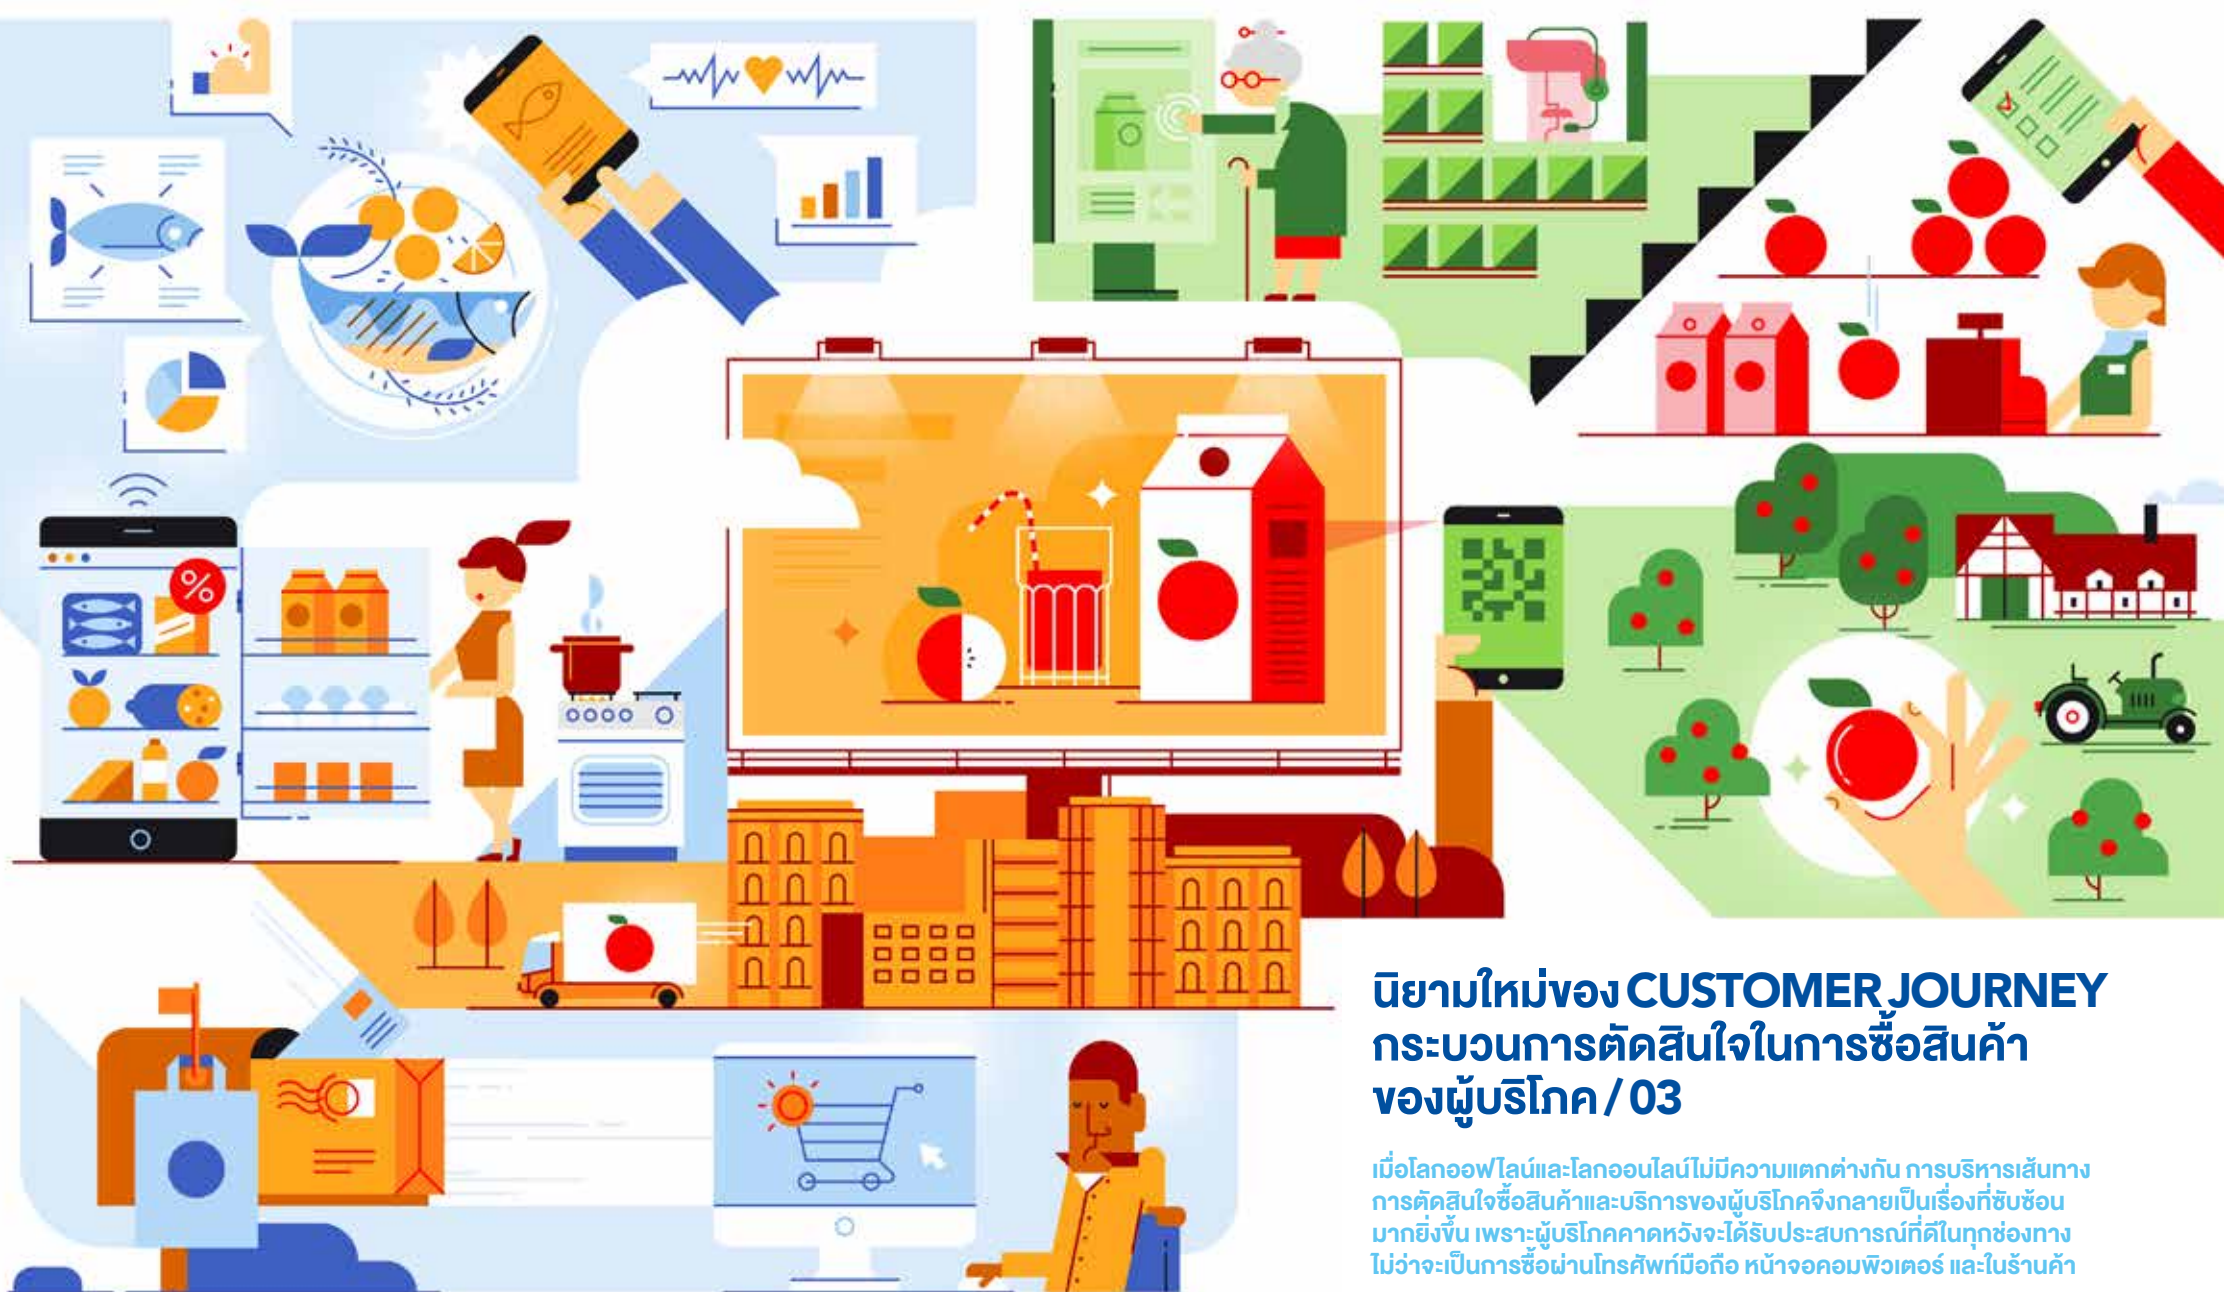 %
นิยามใหม่ของ CUSTOMER JOURNEY
กระบวนการตัดสินใจในการซื้อสินค้า
ของผู้บริโภค / 03
เมื่อโลกออฟไลน์และโลกออนไลน์ไม่มีความแตกต่างกัน การบริหารเส้นทาง
การตัดสินใจซื้อสินค้าและบริการของผู้บริโภคจึงกลายเป็นเรื่องที่ซับซ้อน
มากยิ่งขึ้น เพราะผู้บริโภคคาดหวังจะได้รับประสบการณ์ที่ดีในทุกช่องทาง
ไม่ว่าจะเป็นการซื้อผ่านโทรศัพท์มือถือ หน้าจอคอมพิวเตอร์ และในร้านค้า